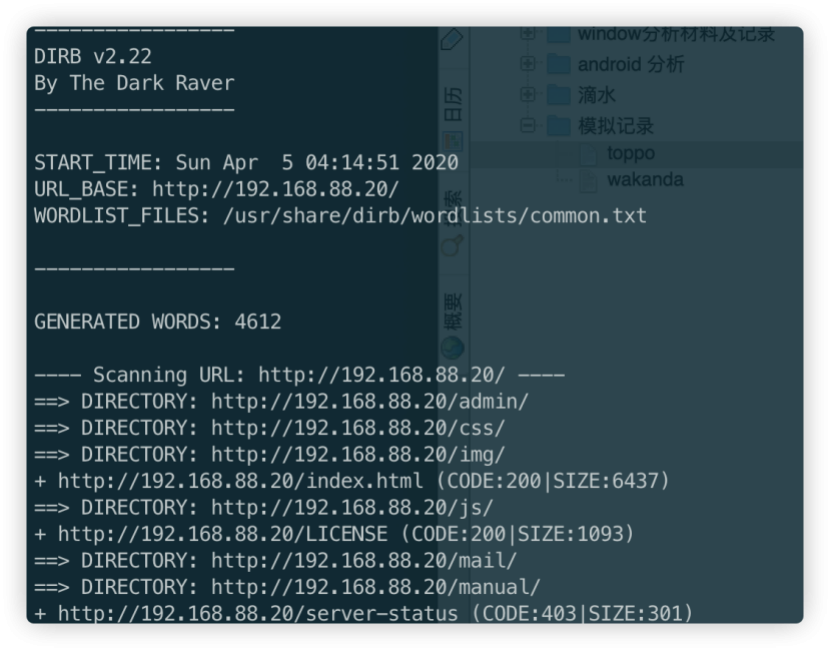 -----------------
DIRB v2.22
By The Dark Raver
-----------------
START_TIME: Sun Apr  5 04:14:51 2020
URL_BASE: http://192.168.88.20/
WORDLIST_FILES: /usr/share/dirb/wordlists/common.txt
-----------------
GENERATED WORDS: 4612
---- Scanning URL: http://192.168.88.20/ ----
==> DIRECTORY: http://192.168.88.20/admin/
==> DIRECTORY: http://192.168.88.20/css/
==> DIRECTORY: http://192.168.88.20/img/
+ http://192.168.88.20/index.html (CODE:200|SIZE:6437)
==> DIRECTORY: http://192.168.88.20/js/
+ http://192.168.88.20/LICENSE (CODE:200|SIZE:1093)
==> DIRECTORY: http://192.168.88.20/mail/
==> DIRECTORY: http://192.168.88.20/manual/
+ http://192.168.88.20/server-status (CODE:403|SIZE:301)
日历
概要
window分析材料及记录
android 分析
滴水
模拟记录
toppo
wakanda